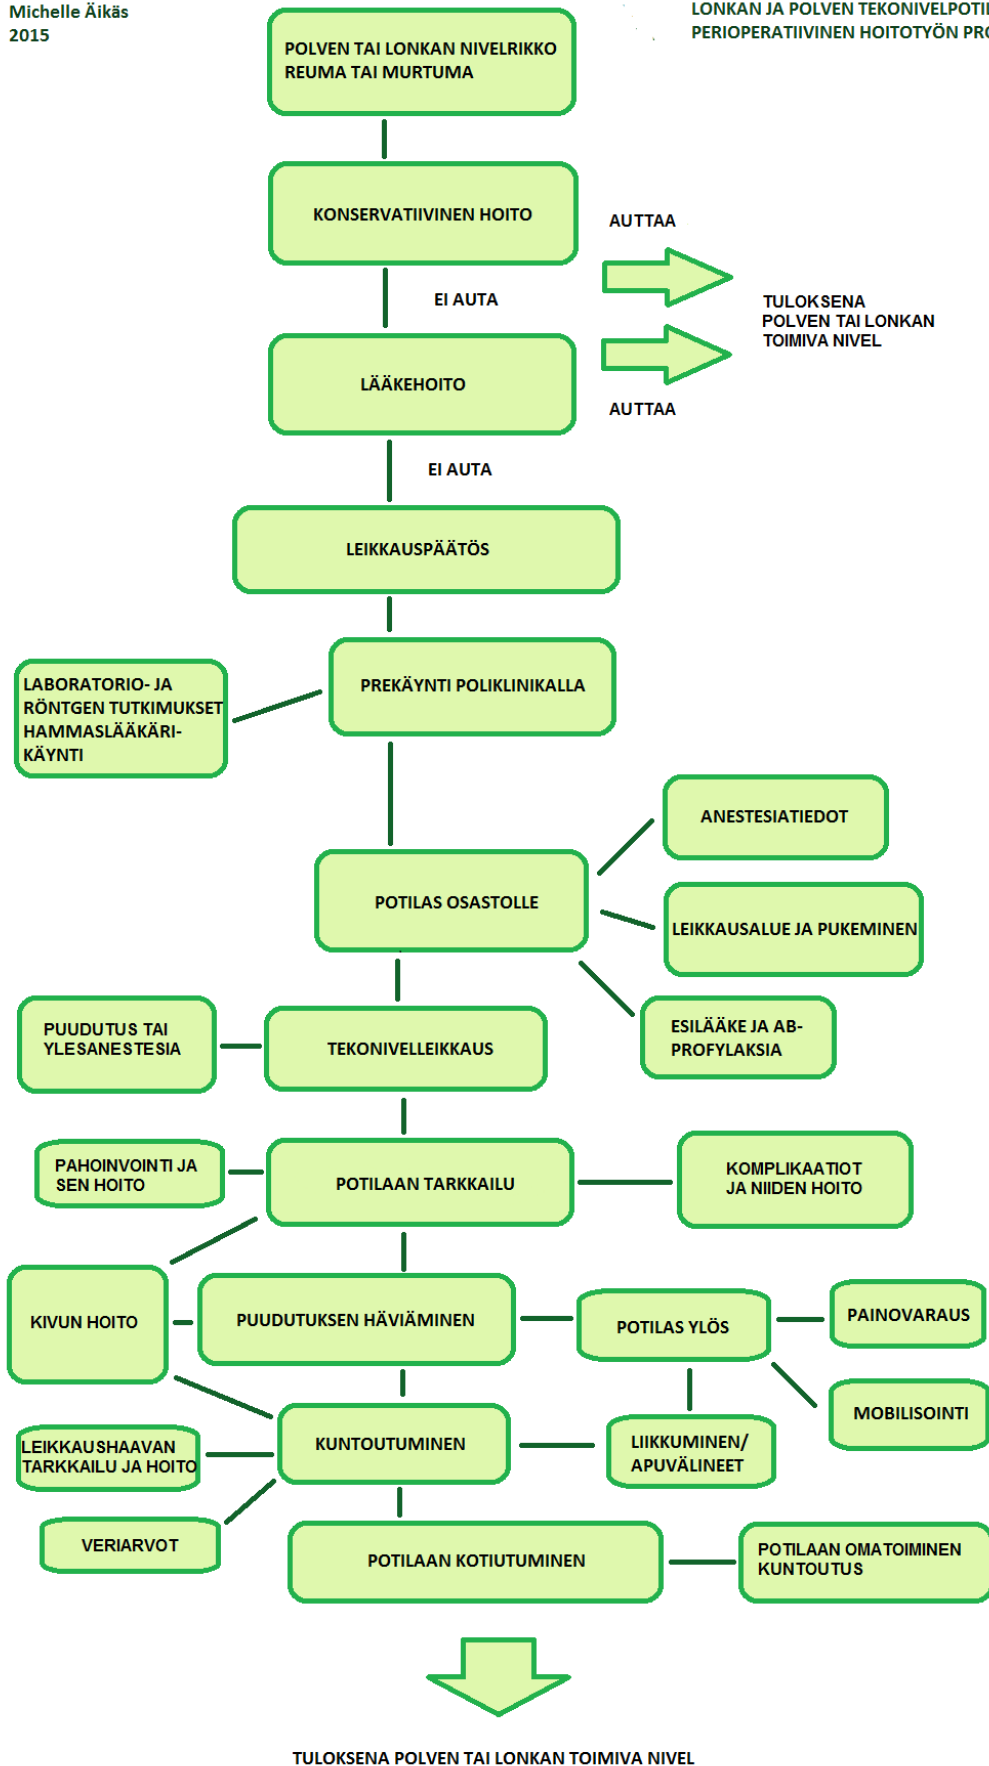 Michelle Äikäs
2015
LONKAN JA POLVEN
PERIOPERATIIVINEN HOITOTYÖN
POLVEN TAI LONKAN NIVELRIKKO
REUMA TAI MURTUMA
KONSERVATIIVINEN HOITO
AUTTAA
EI AUTA
TULOKSENA
POLVEN TAI LONKAN
TOIMIVA NIVEL
LÄÄKEHOITO
AUTTAA
EI AUTA
LEIKKAUSPÄÄTÖS
PREKÄYNTI POLIKLINIKALLA
LABORATORIO- JA
RÖNTGEN TUTKIMUKSET
HAMMASLÄÄKÄRI-
KÄYNTI
ANESTESIATIEDOT
POTILAS OSASTOLLE
LEIKKAUSALUE JA PUKEMINEN
ESILÄÄKE JA AB-
PROFYLAKSIA
PUUDUTUS TAI
YLESANESTESIA
TEKONIVELLEIKKAUS
PAHOINVOINTI JA
SEN HOITO
POTILAAN TARKKAILU
KOMPLIKAATIOT
JA NIIDEN HOITO
KIVUN HOITO
PUUDUTUKSEN HÄVIÄMINEN
POTILAS YLÖS
PAINOVARAUS
MOBILISOINTI
LEIKKAUSHAAVAN
TARKKAILU JA HOITO
KUNTOUTUMINEN
LIIKKUMINEN/
APUVÄLINEET
VERIARVOT
POTILAAN KOTIUTUMINEN
POTILAAN OMATOIMINEN
KUNTOUTUS
TULOKSENA POLVEN TAI LONKAN TOIMIVA NIVEL